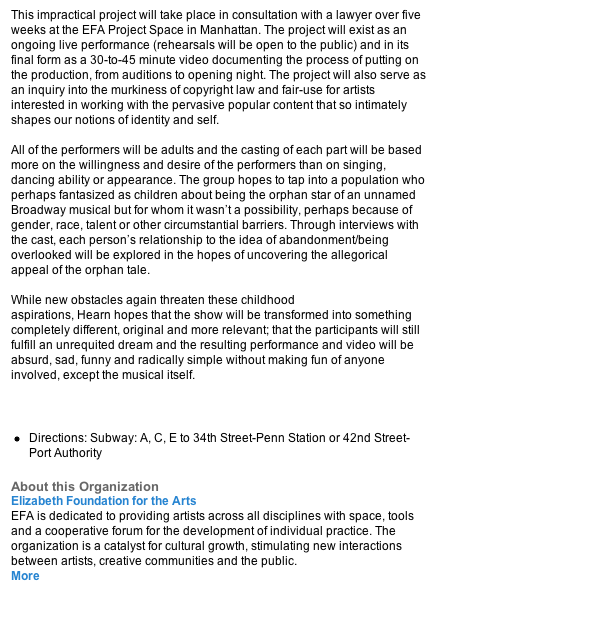 This impractical project will take place in consultation with a lawyer over five
weeks at the EFA Project Space in Manhattan. The project will exist as an
ongoing live performance (rehearsals will be open to the public) and in its
final form as a 30-to-45 minute video documenting the process of putting on
the production, from auditions to opening night. The project will also serve as
an inquiry into the murkiness of copyright law and fair-use for artists
interested in working with the pervasive popular content that so intimately
shapes our notions of identity and self.
All of the performers will be adults and the casting of each part will be based
more on the willingness and desire of the performers than on singing,
dancing ability or appearance. The group hopes to tap into a population who
perhaps fantasized as children about being the orphan star of an unnamed
Broadway musical but for whom it wasn't a possibility, perhaps because of
gender, race, talent or other circumstantial barriers. Through interviews with
the cast, each person's relationship to the idea of abandonment/being
overlooked will be explored in the hopes of uncovering the allegorical
appeal of the orphan tale.
While new obstacles again threaten these childhood
aspirations, Hearn hopes that the show will be transformed into something
completely different, original and more relevant; that the participants will still
fulfill an unrequited dream and the resulting performance and video will be
absurd, sad, funny and radically simple without making fun of anyone
involved, except the musical itself.
• Directions: Subway: A, C, E to 34th Street-Penn Station or 42nd Street-
Port Authority
About this Organization
Elizabeth Foundation for the Arts
EFA is dedicated to providing artists across all disciplines with space, tools
and a cooperative forum for the development of individual practice. The
organization is a catalyst for cultural growth, stimulating new interactions
between artists, creative communities and the public.
More